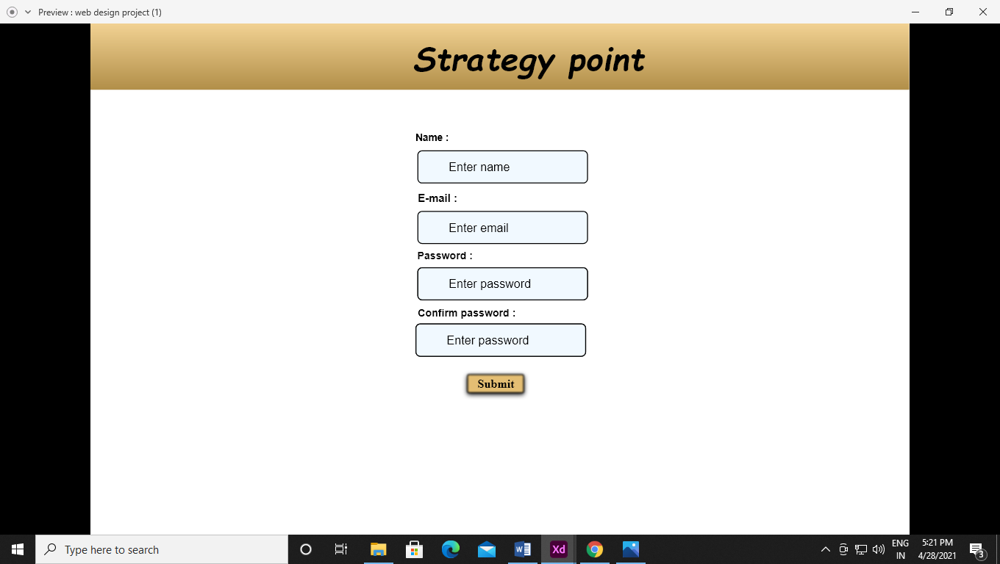 Preview : web design project (1)
Strategy point
Name :
Enter name
E-mail :
Enter email
Password :
Enter password
Confirm password :
Enter password
Submit
Type here to search
W
Xd
ENG
IN
5:21 PM
4/28/2021
3